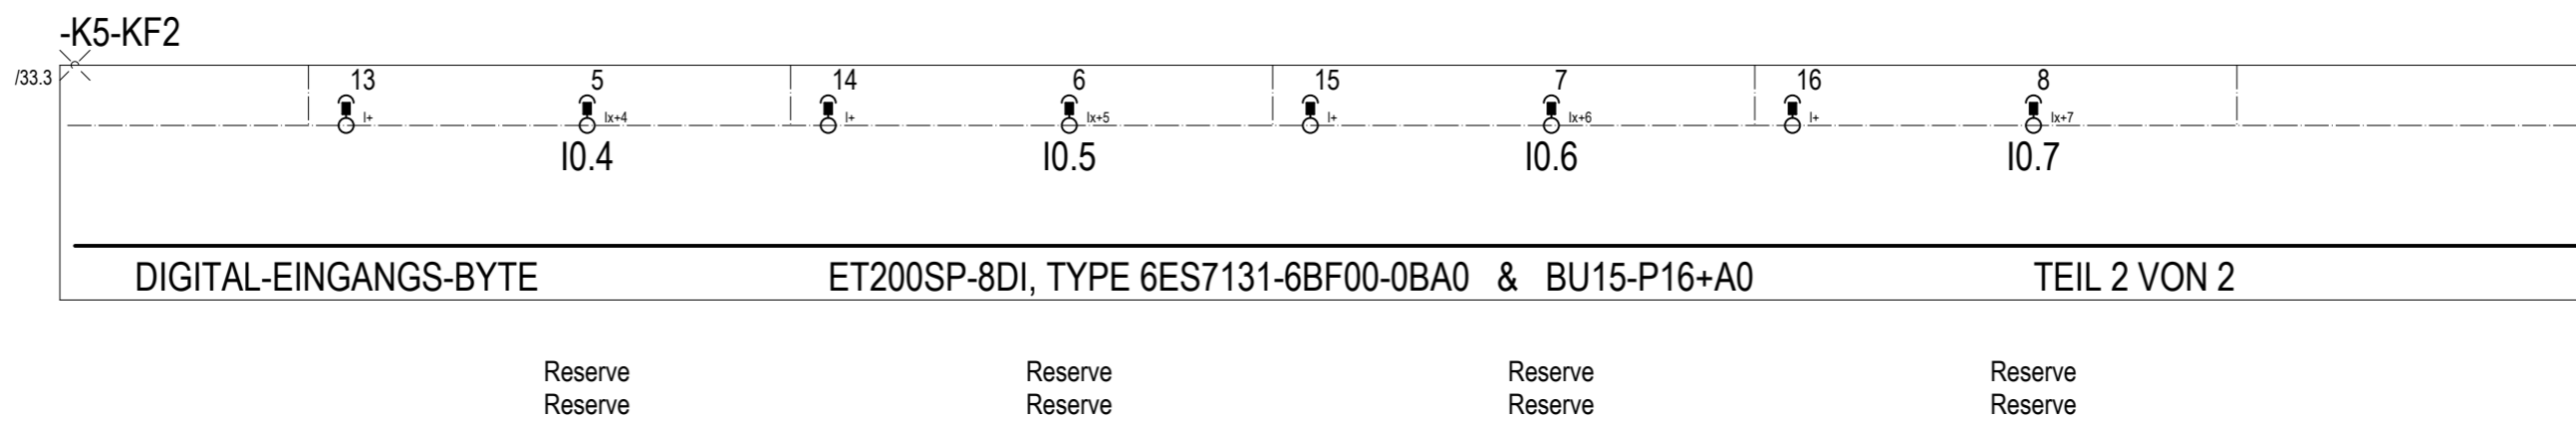 -K5-KF2
/33.3
13 5 14 6 15 7 16 8
I+ Ix+4 I+ Ix+5 I+ Ix+6 I+ Ix+7
I0.4 I0.5 I0.6 I0.7
DIGITAL-EINGANGS-BYTE ET200SP-8DI, TYPE 6ES7131-6BF00-0BA0 & BU15-P16+A0 TEIL 2 VON 2
Reserve Reserve Reserve Reserve
Reserve Reserve Reserve Reserve